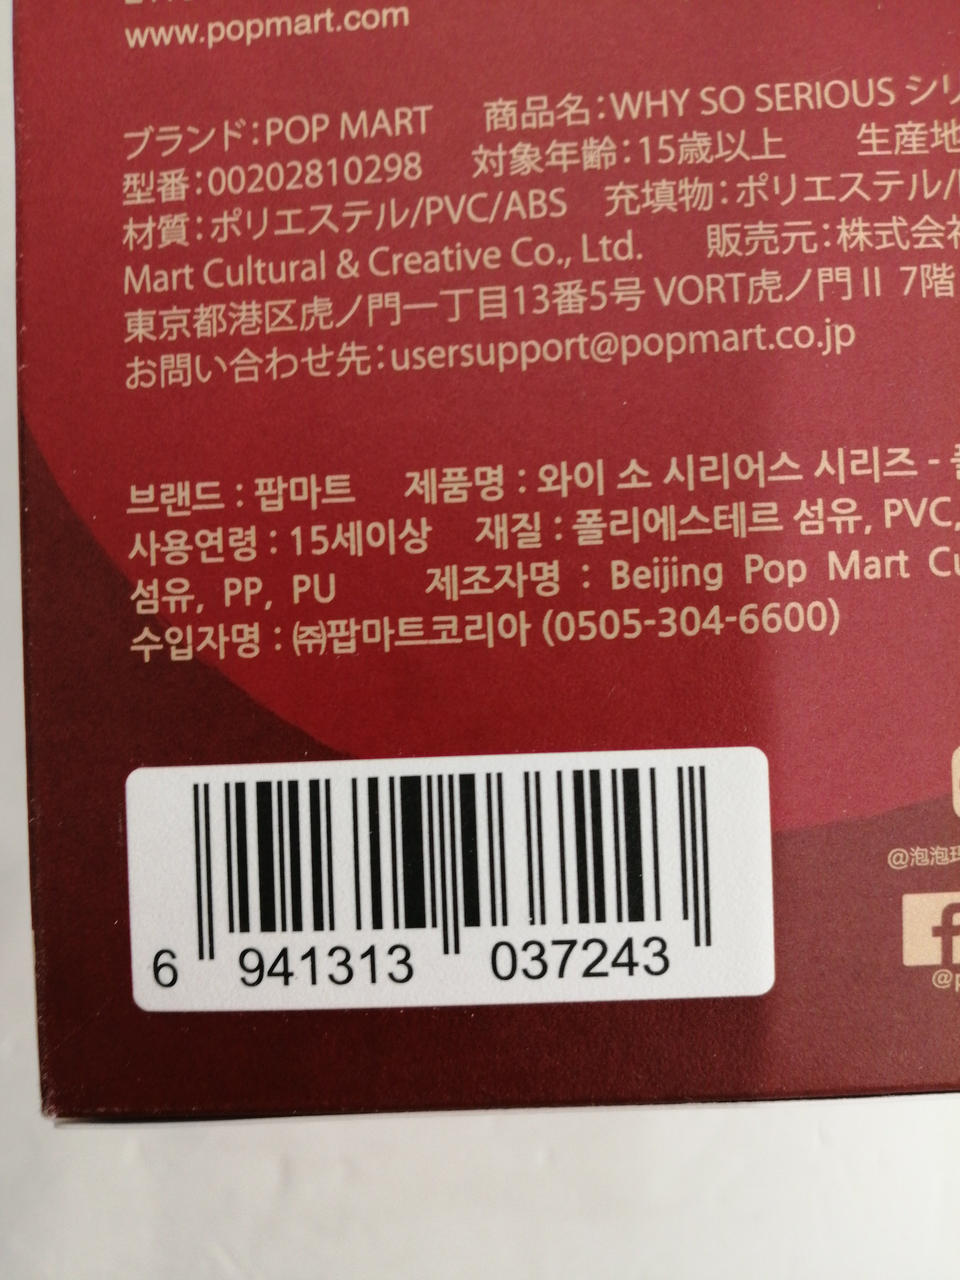 www.popmart.com
ブランド：POP MART 商品名：WHY SO SERIOUS シリ
型番：00202810298 対象年齢：15歳以上 生産地
材質：ポリエステル/PVC/ABS 充填物：ポリエステル/
Mart Cultural & Creative Co., Ltd. 販売元：株式会社
東京都港区虎ノ門一丁目13番5号 VORT虎ノ門Ⅱ 7階
お問い合わせ先：usersupport@popmart.co.jp
브랜드 : 팝마트 제품명 : 와이 소 시리어스 시리즈 -
사용연령 : 15세이상 재질 : 폴리에스테르 섬유, PVC,
섬유, PP, PU 제조자명 : Beijing Pop Mart Cu
수입자명 : ㈜팝마트코리아 (0505-304-6600)
@泡泡玛
f
@p
6 941313 037243